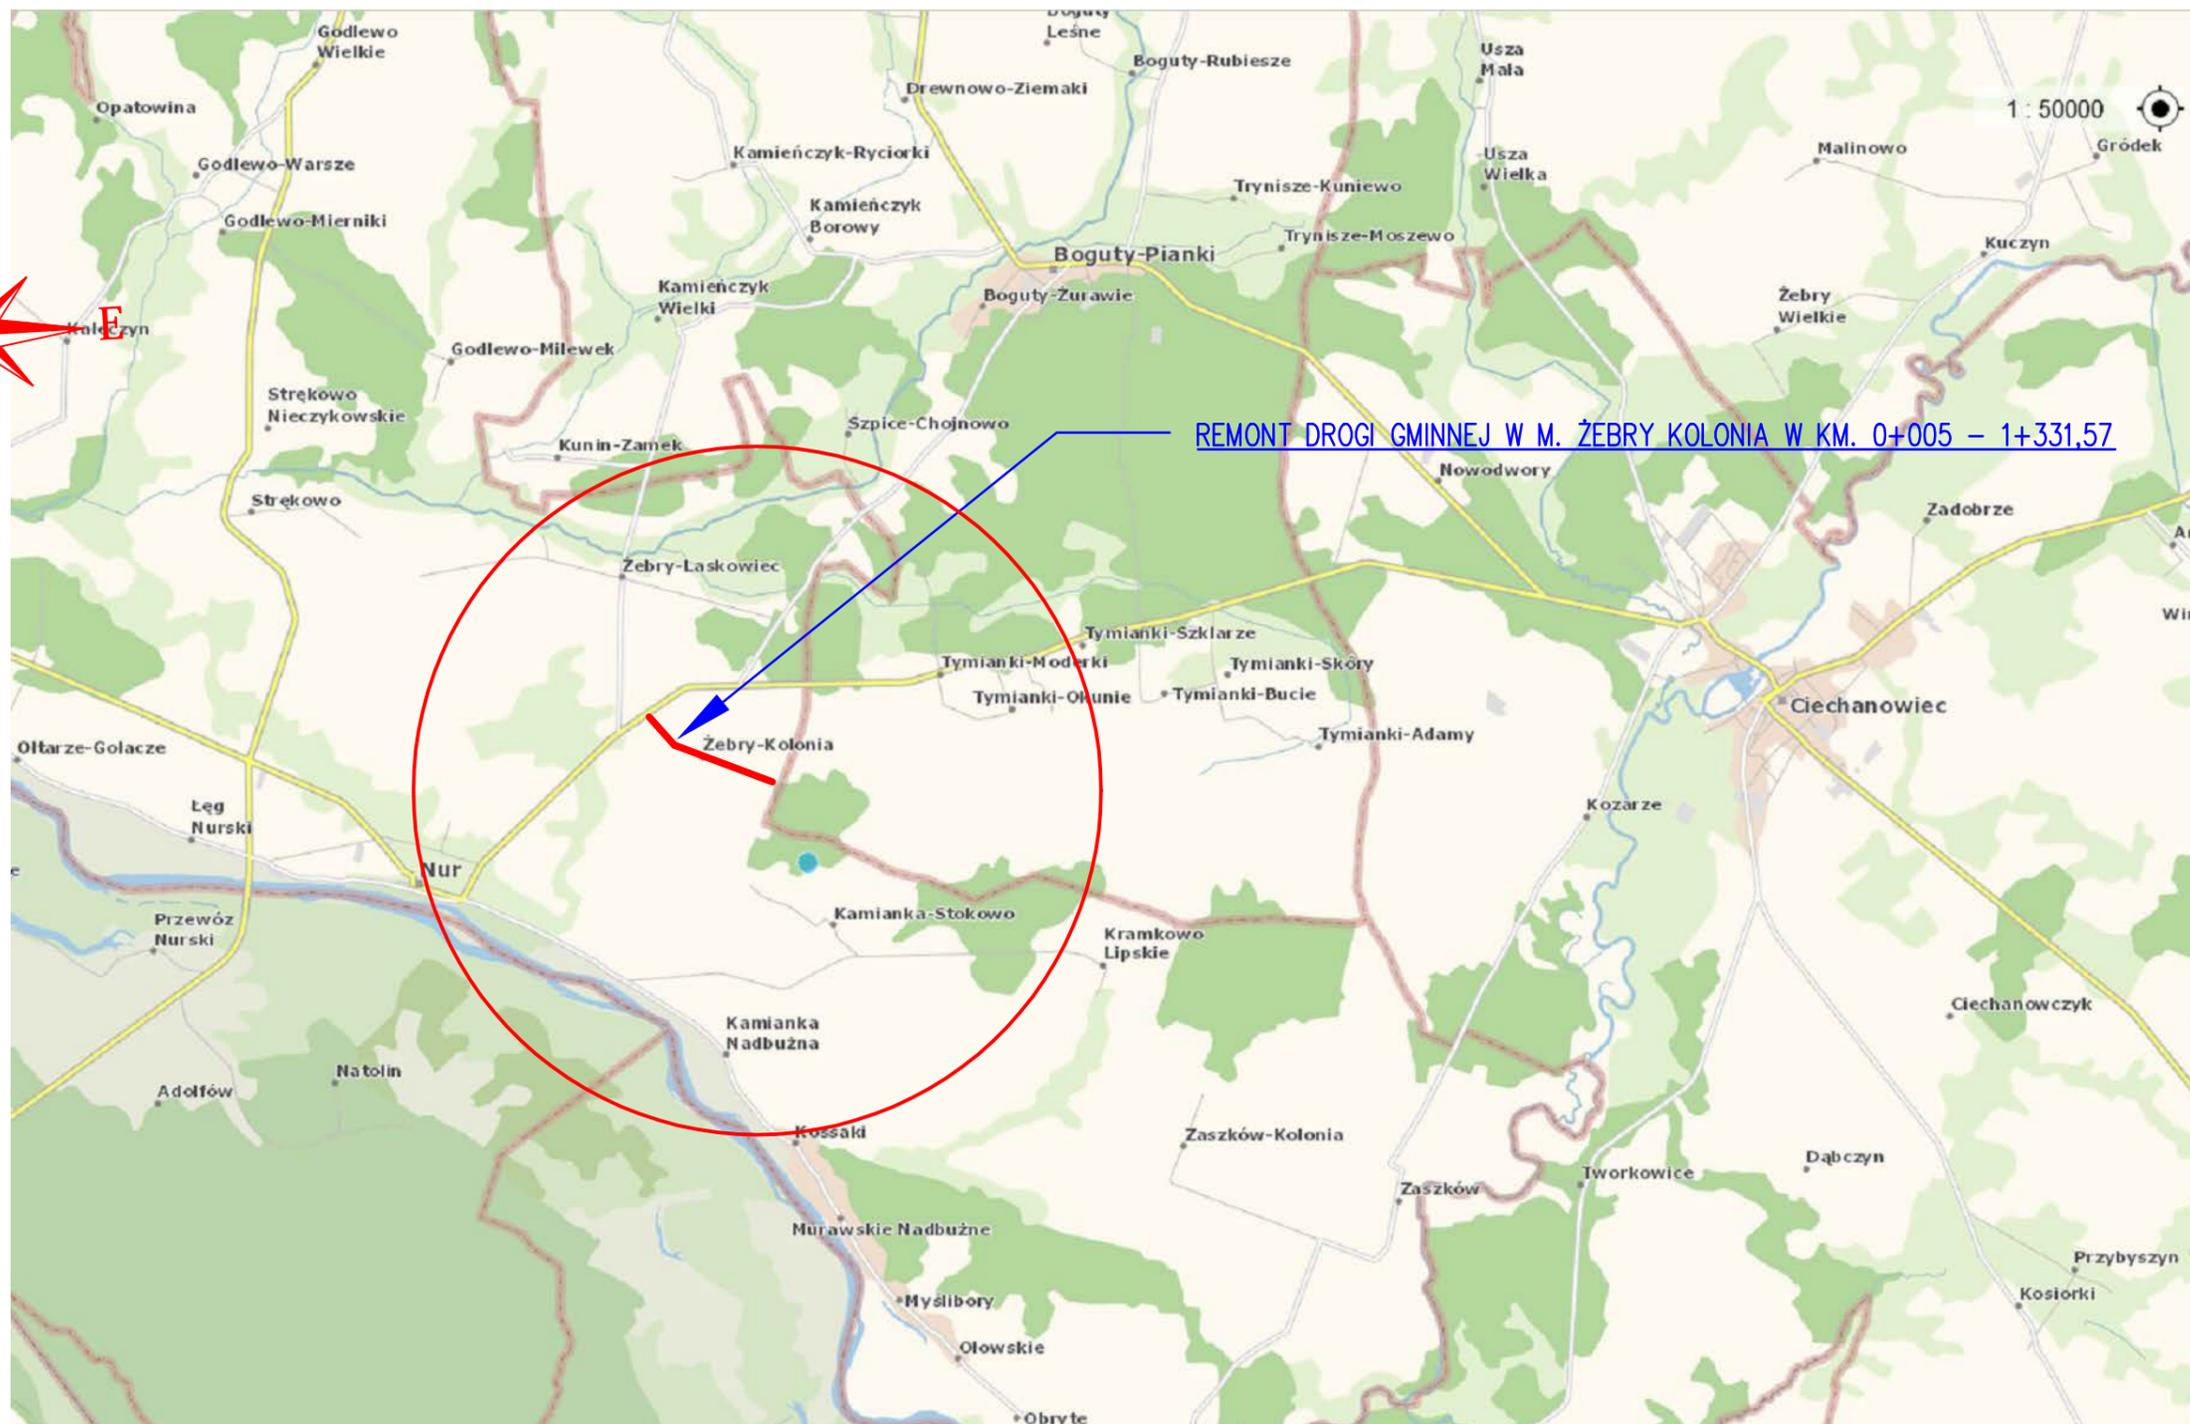 Godlewo
Wielkie
Leśne
Boguty-Rubiesze
Usza
Mała
Drewnowo-Ziemaki
Opatowina
1 : 50000
Gródek
Malinowo
Kamieńczyk-Ryciorki
Godlewo-Warsze
Usza
Wielka
Trynisze-Kuniewo
Kamieńczyk
Borowy
Godlewo-Mierniki
Trynisze-Moszewo
Kuczyn
Boguty-Pianki
Kamieńczyk
Wielki
Boguty-Żurawie
Żebry
Wielkie
E
Kałęczyn
Godlewo-Milewek
Strękowo
Nieczykowskie
Szpice-Chojnowo
REMONT DROGI GMINNEJ W M. ŻEBRY KOLONIA W KM. 0+005 – 1+331,57
Kunin-Zamek
Nowodwory
Strękowo
Zadobrze
Żebry-Laskowiec
Tymianki-Szklarze
Tymianki-Moderki
Tymianki-Skóry
Tymianki-Okunie
Tymianki-Bucie
Ciechanowiec
Tymianki-Adamy
Żebry-Kolonia
Ołtarze-Gołacze
Łęg
Nurski
Kozarze
Nur
Przewóz
Nurski
Kamianka-Stokowo
Kramkowo
Lipskie
Ciechanowczyk
Kamianka
Nadbużna
Natolin
Adolfów
Kossaki
Zaszków-Kolonia
Dąbczyn
Tworkowice
Zaszków
Murawskie Nadbużne
Przybyszyn
Kosiorki
Myślibory
Ołowskie
Obryte